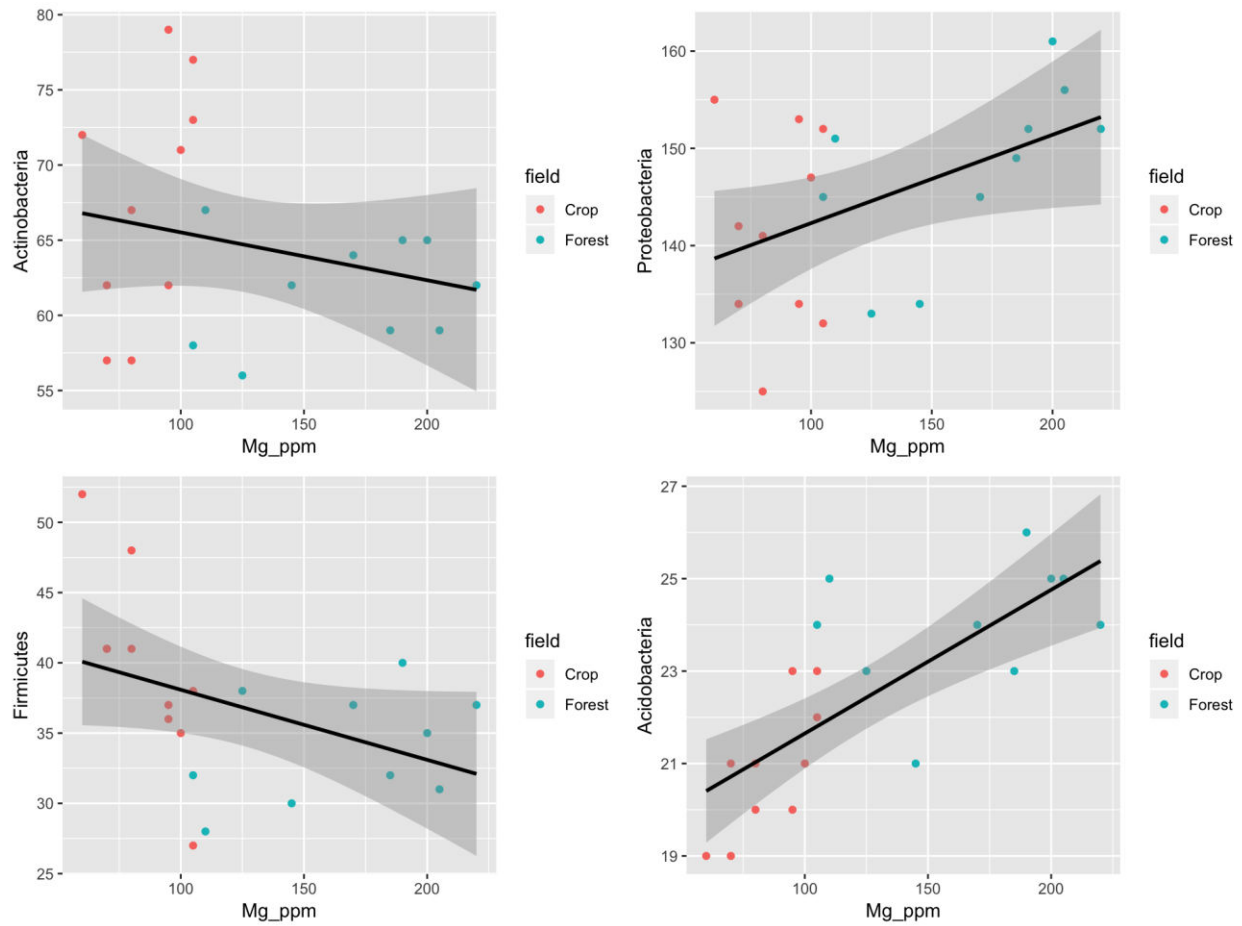 80
75
70
65
60
55
Actinobacteria
100
150
200
Mg_ppm
field
Crop
Forest
160
150
140
130
Proteobacteria
100
150
200
Mg_ppm
field
Crop
Forest
50
45
40
35
30
25
Firmicutes
100
150
200
Mg_ppm
field
Crop
Forest
27
25
23
21
19
Acidobacteria
100
150
200
Mg_ppm
field
Crop
Forest